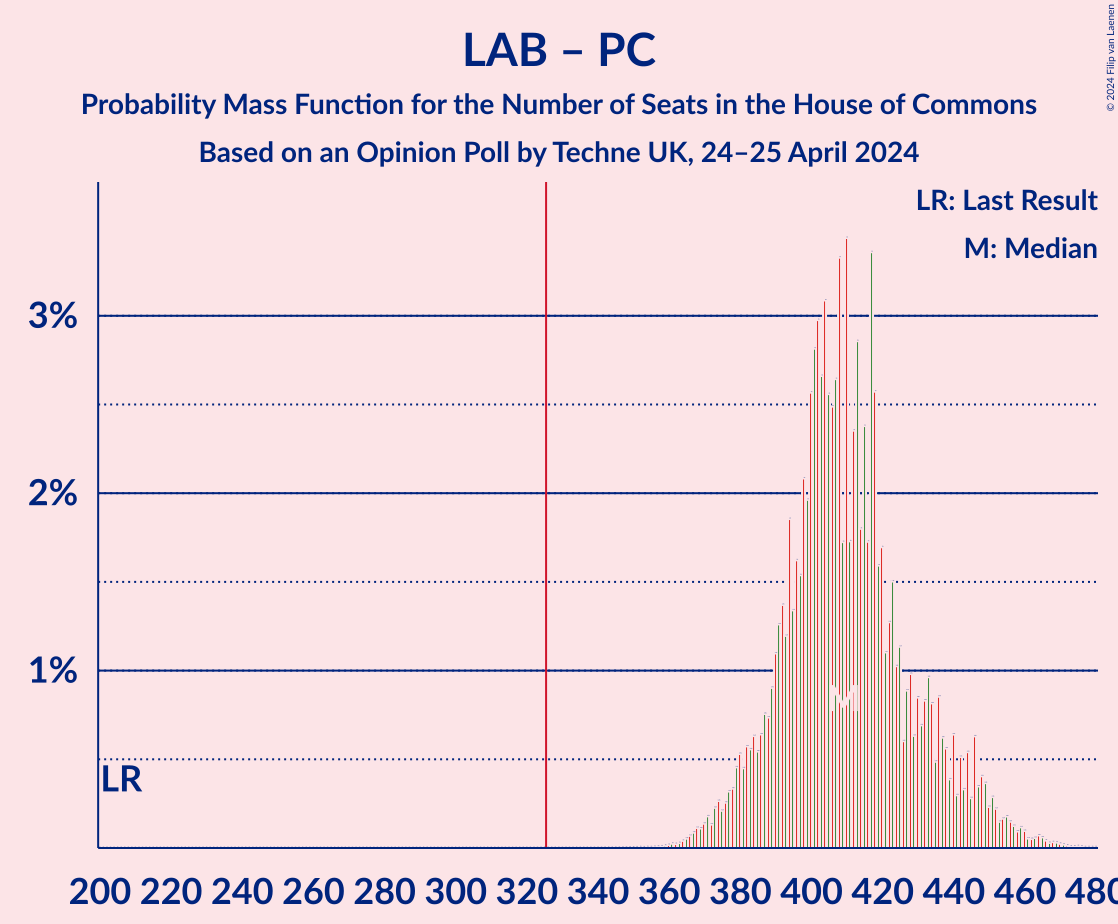 LAB – PC
Probability Mass Function for the Number of Seats in the House of Commons
Based on an Opinion Poll by Techne UK, 24–25 April 2024
© 2024 Filip van Laenen
LR: Last Result
M: Median
3%
2%
1%
LR
M
200 220 240 260 280 300 320 340 360 380 400 420 440 460 480